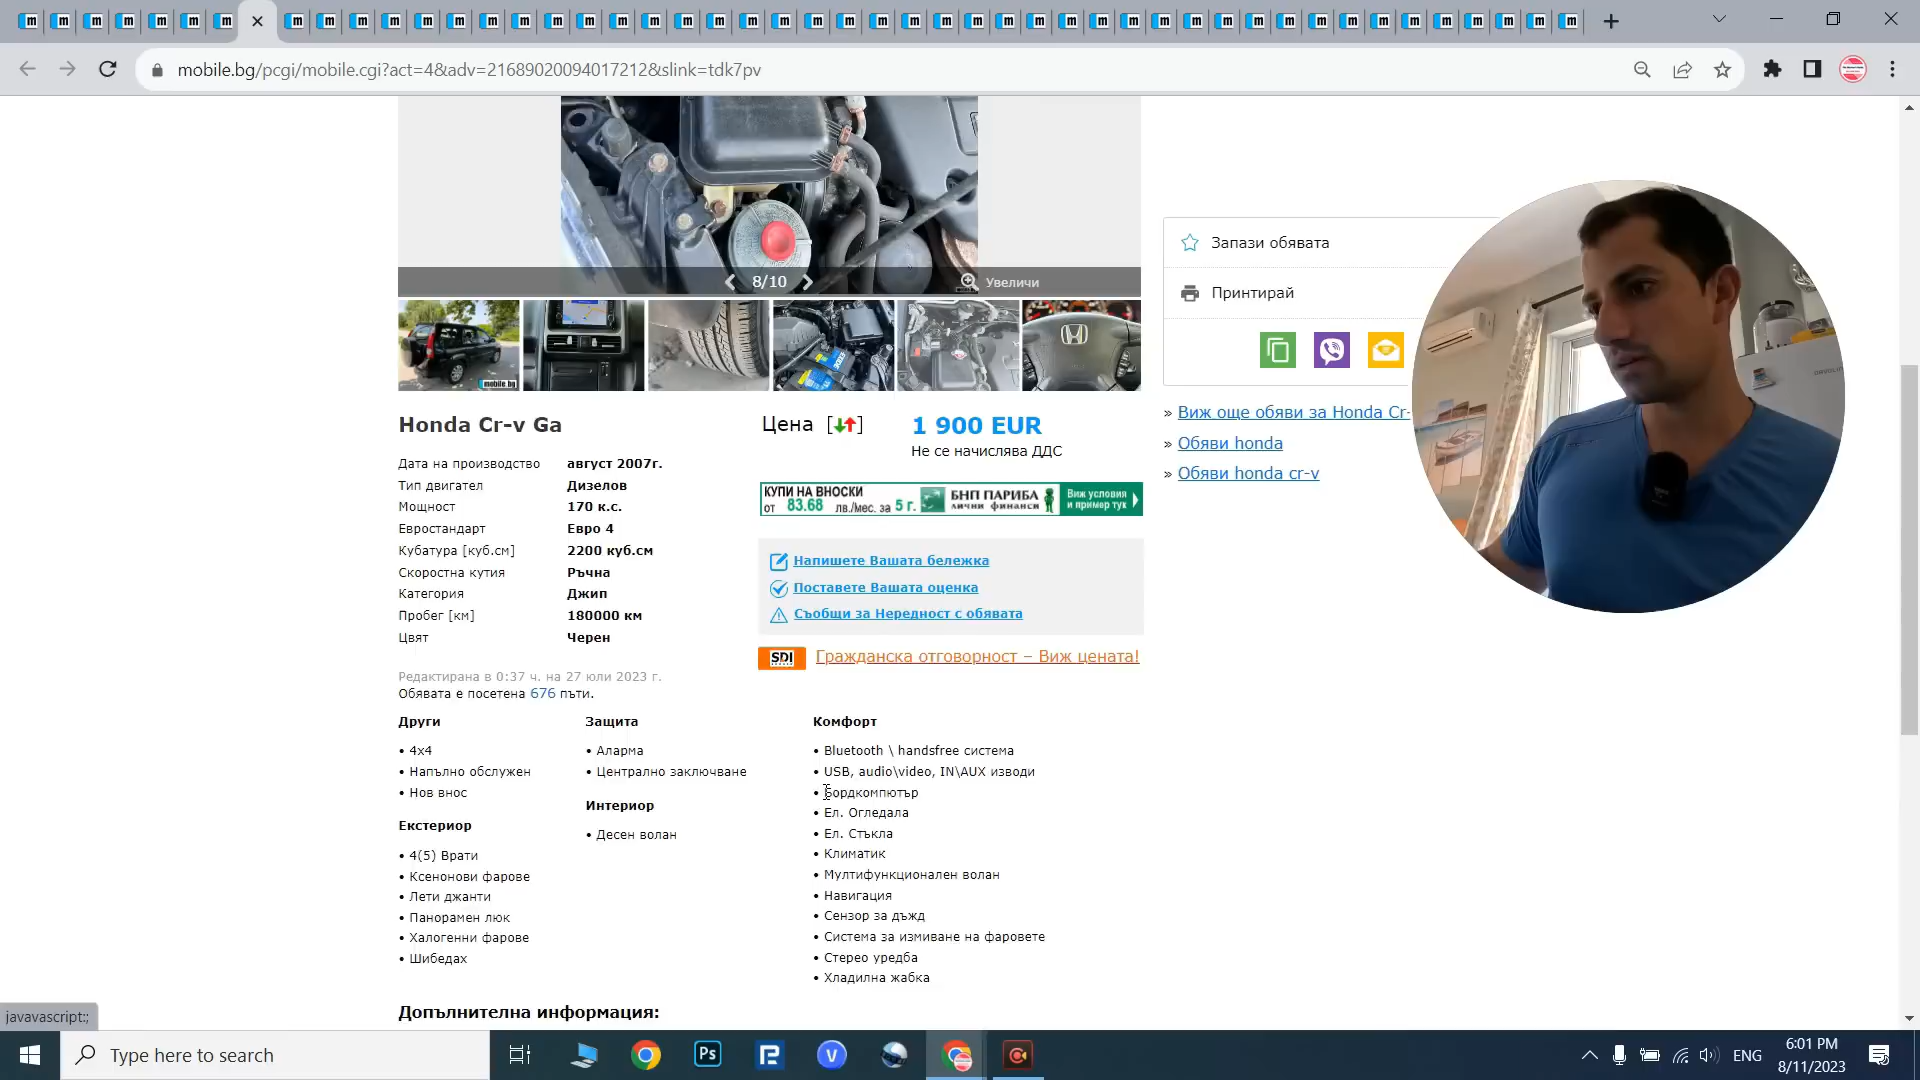 mobile.bg/pcgi/mobile.cgi?act=4&adv=21689020094017212&slink=tdk7pv
8/10
Увеличи
mobile.bg
Запази обявата
Принтирай
» Виж още обяви за Honda Cr-
» Обяви honda
» Обяви honda cr-v
Honda Cr-v Ga
Цена
1 900 EUR
Не се начислява ДДС
Дата на производство август 2007г.
Тип двигател Дизелов
Мощност 170 к.с.
Евростандарт Евро 4
Кубатура [куб.см] 2200 куб.см
Скоростна кутия Ръчна
Категория Джип
Пробег [км] 180000 км
Цвят Черен
КУПИ НА ВНОСКИ
от 83.68 лв./мес. за 5 г.
БНП ПАРИБА
лични финанси
Виж условия
и пример тук
Напишете Вашата бележка
Поставете Вашата оценка
Съобщи за Нередност с обявата
SDI
Гражданска отговорност – Виж цената!
Редактирана в 0:37 ч. на 27 юли 2023 г.
Обявата е посетена 676 пъти.
Други
• 4x4
• Напълно обслужен
• Нов внос
Екстериор
• 4(5) Врати
• Ксенонови фарове
• Лети джанти
• Панорамен люк
• Халогенни фарове
• Шибедах
Защита
• Аларма
• Централно заключване
Интериор
• Десен волан
Комфорт
• Bluetooth \ handsfree система
• USB, audio\video, IN\AUX изводи
• Бордкомпютър
• Ел. Огледала
• Ел. Стъкла
• Климатик
• Мултифункционален волан
• Навигация
• Сензор за дъжд
• Система за измиване на фаровете
• Стерео уредба
• Хладилна жабка
Допълнителна информация:
javavascript:;
Type here to search
Ps
ENG
6:01 PM
8/11/2023